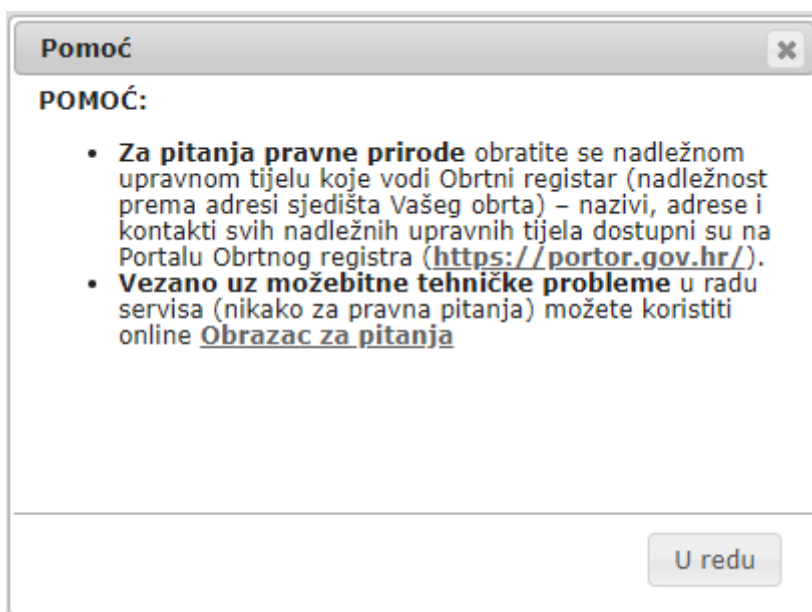 Pomoć
POMOĆ:
• Za pitanja pravne prirode obratite se nadležnom
upravnom tijelu koje vodi Obrtni registar (nadležnost
prema adresi sjedišta Vašeg obrta) – nazivi, adrese i
kontakti svih nadležnih upravnih tijela dostupni su na
Portalu Obrtnog registra (https://portor.gov.hr/).
• Vezano uz možebitne tehničke probleme u radu
servisa (nikako za pravna pitanja) možete koristiti
online Obrazac za pitanja
U redu